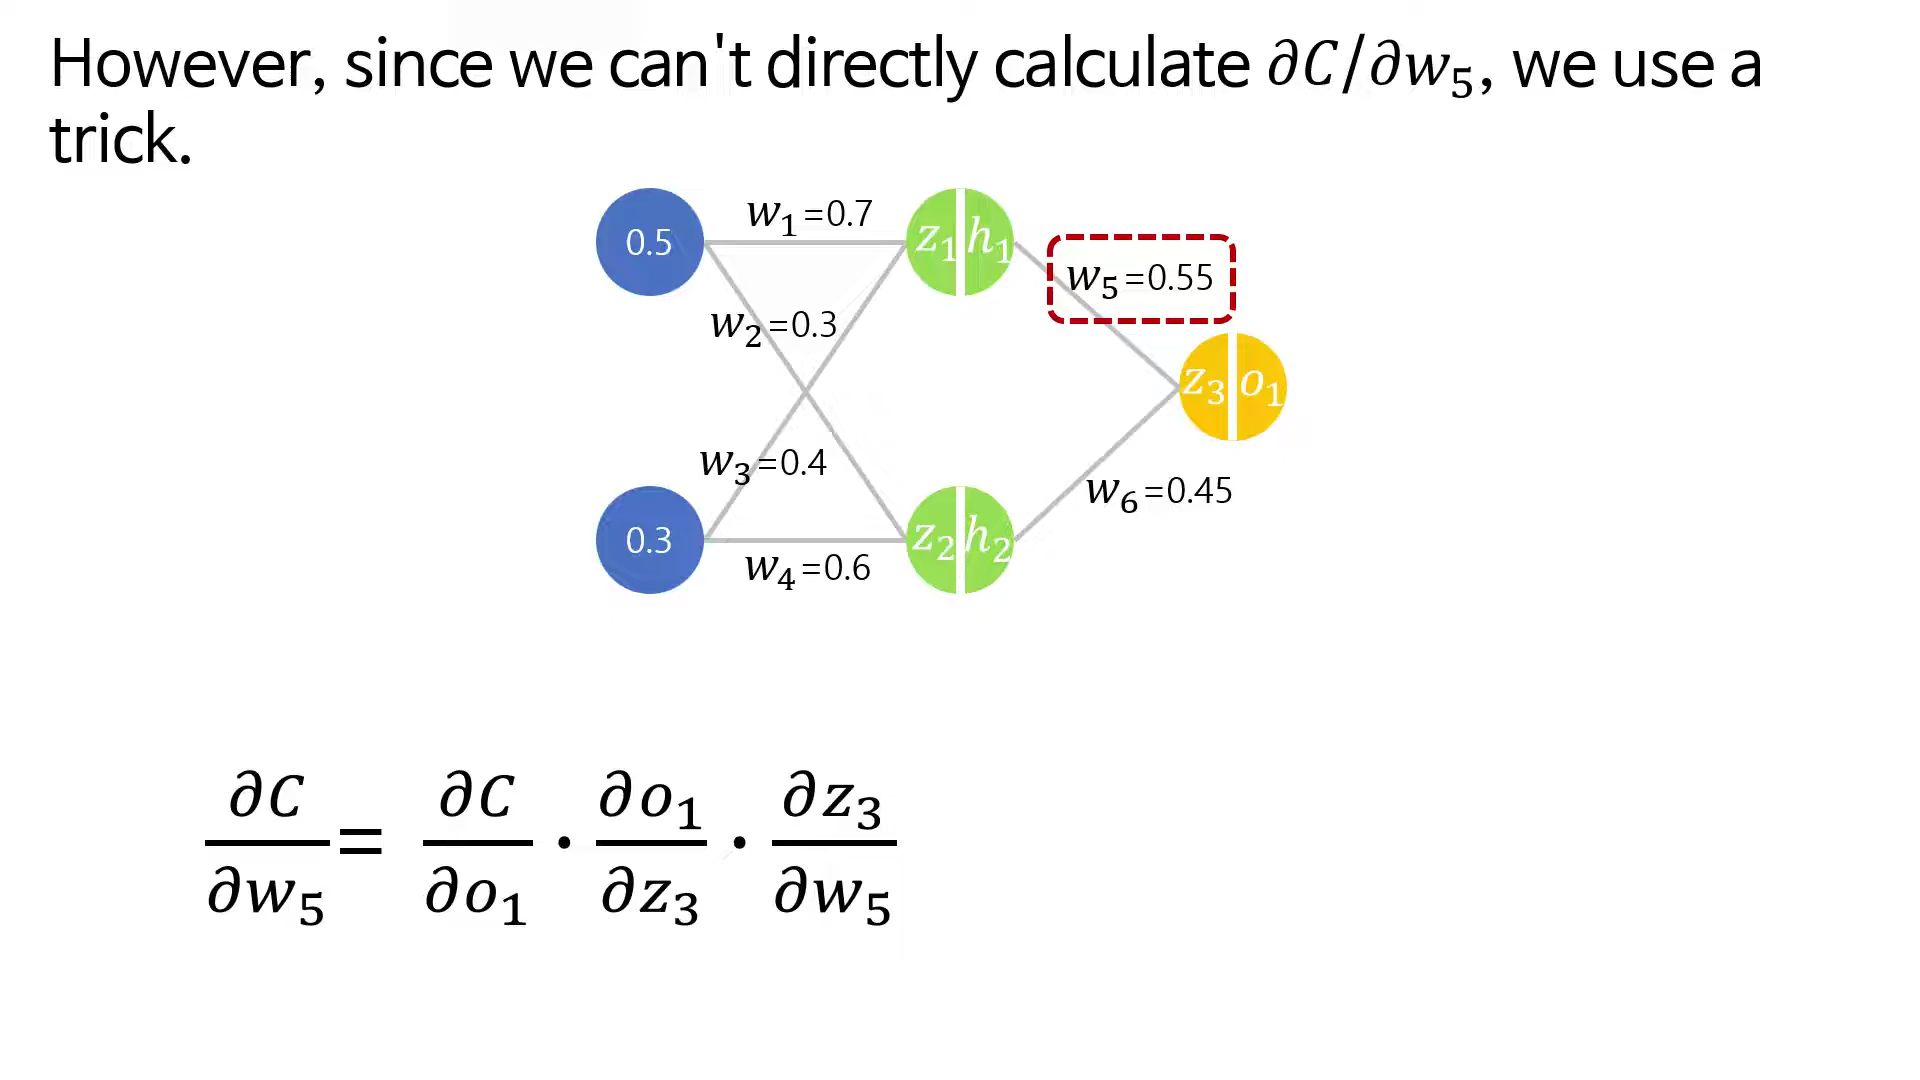 However, since we can't directly calculate ∂C/∂w₅, we use a
trick.
0.5
w₁=0.7
z₁ h₁
w₅=0.55
w₂=0.3
z₃ o₁
w₃=0.4
w₆=0.45
0.3
z₂ h₂
w₄=0.6
∂C/∂w₅ = ∂C/∂o₁ · ∂o₁/∂z₃ · ∂z₃/∂w₅